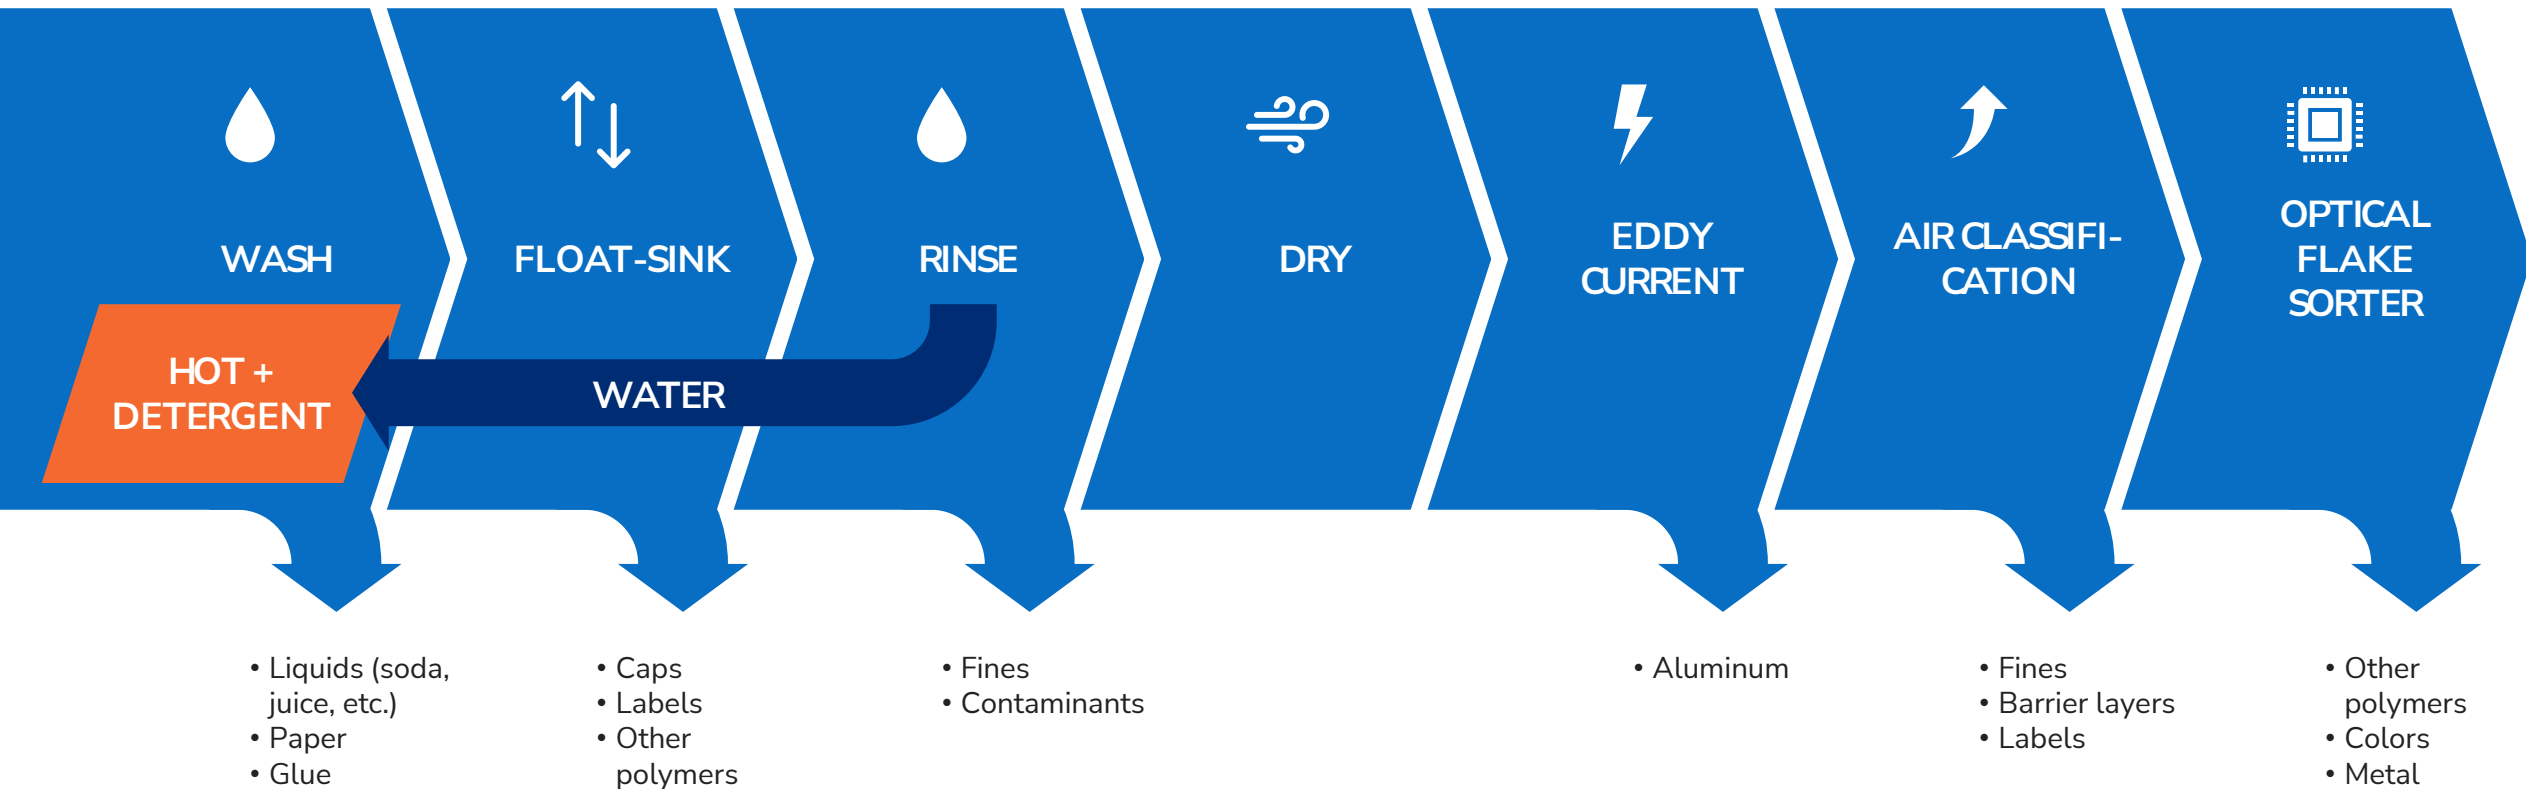 WASH
FLOAT-SINK
RINSE
DRY
EDDY
CURRENT
AIR CLASSIFI-
CATION
OPTICAL
FLAKE
SORTER
HOT +
DETERGENT
WATER
• Liquids (soda,
juice, etc.)
• Paper
• Glue
• Caps
• Labels
• Other
polymers
• Fines
• Contaminants
• Aluminum
• Fines
• Barrier layers
• Labels
• Other
polymers
• Colors
• Metal